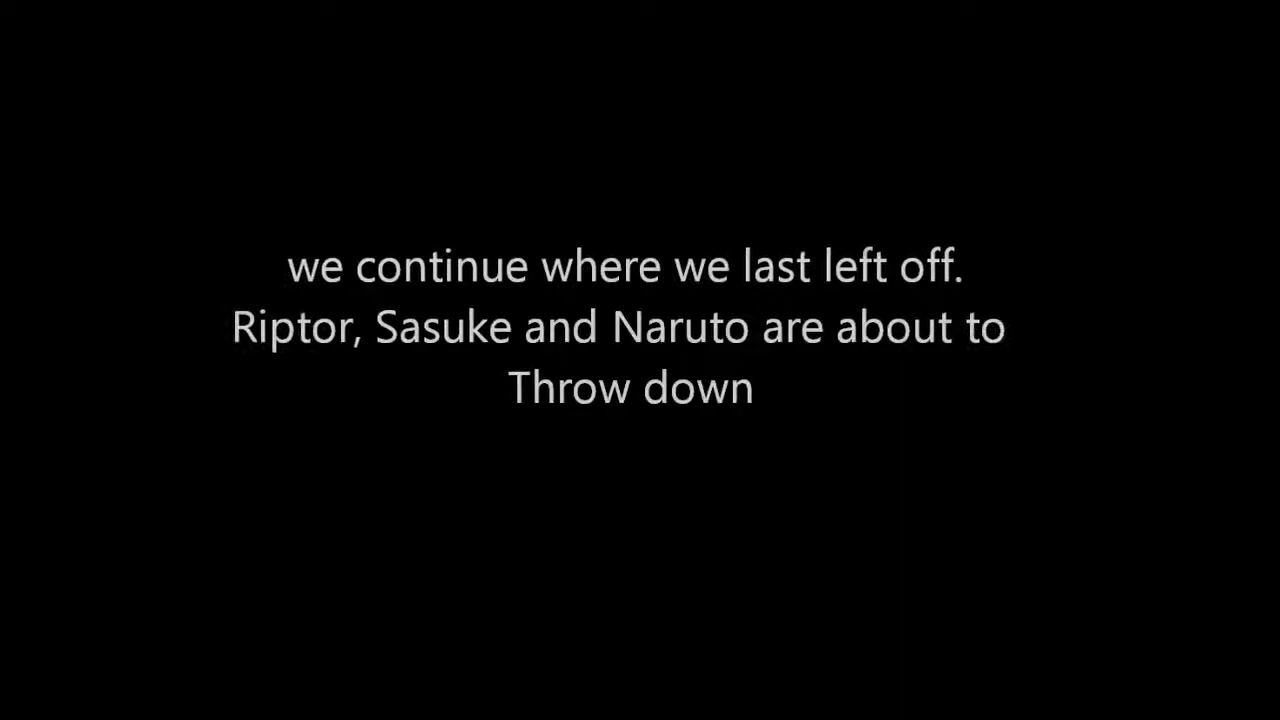 we continue where we last left off.
Riptor, Sasuke and Naruto are about to
Throw down